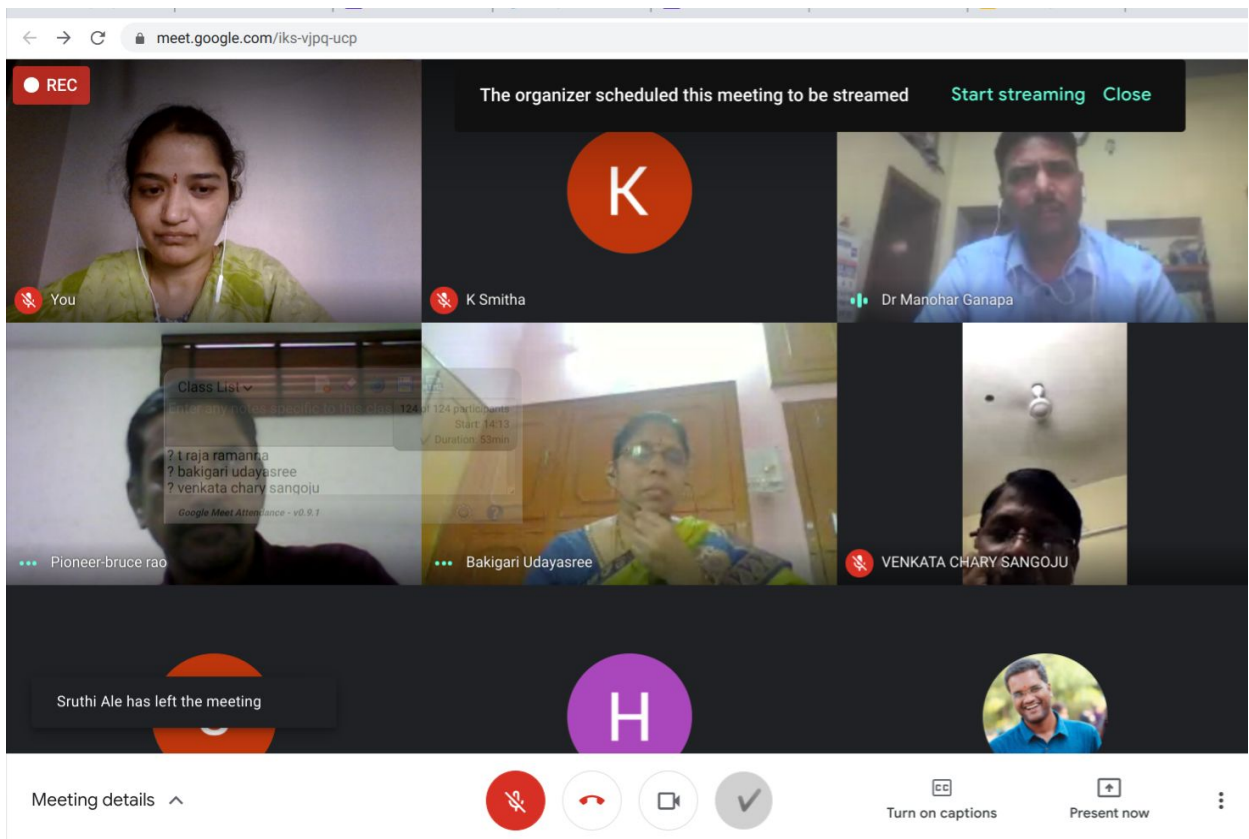 meet.google.com/iks-vjpq-ucp
REC
The organizer scheduled this meeting to be streamed Start streaming Close
K
You
K Smitha
Dr Manohar Ganapa
Class List
124 of 124 participants
Start: 14:13
Duration: 53min
? t raja ramanna
? bakigari udayasree
? venkata chary sangoju
Google Meet Attendance - v0.9.1
Pioneer-bruce rao
Bakigari Udayasree
VENKATA CHARY SANGOJU
Sruthi Ale has left the meeting
H
Meeting details
CC
Turn on captions
Present now